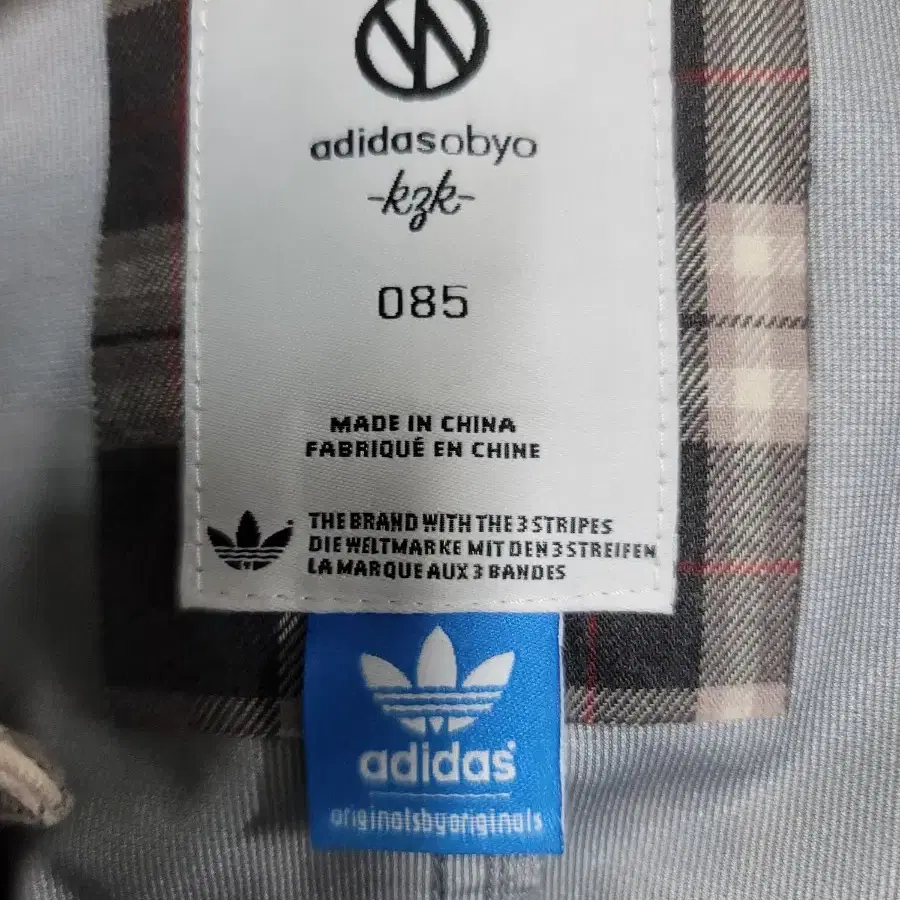 adidasobyo
-kzk-
085
MADE IN CHINA
FABRIQUÉ EN CHINE
THE BRAND WITH THE 3 STRIPES
DIE WELTMARKE MIT DEN 3 STREIFEN
LA MARQUE AUX 3 BANDES
adidas
originalsbyoriginals